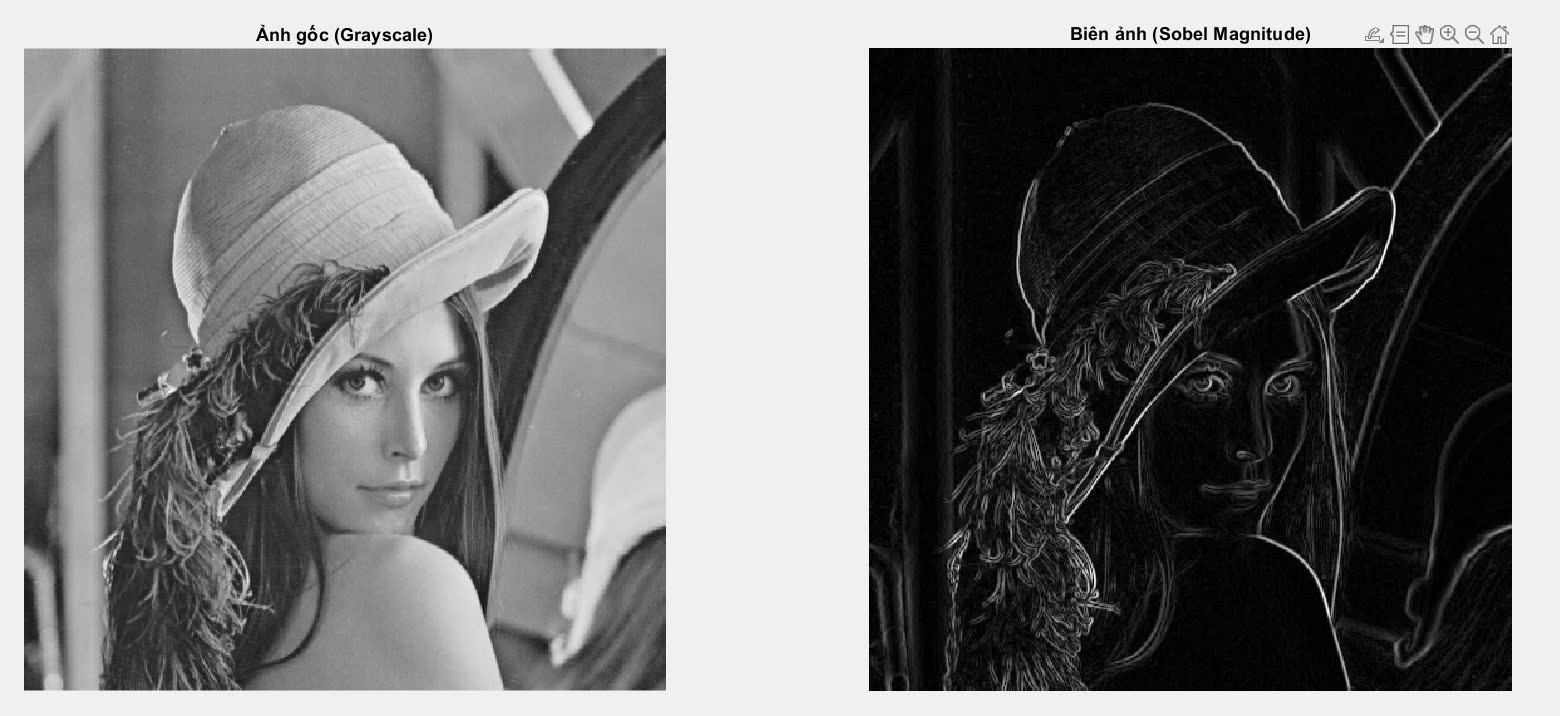 Ảnh gốc (Grayscale)
Biên ảnh (Sobel Magnitude)